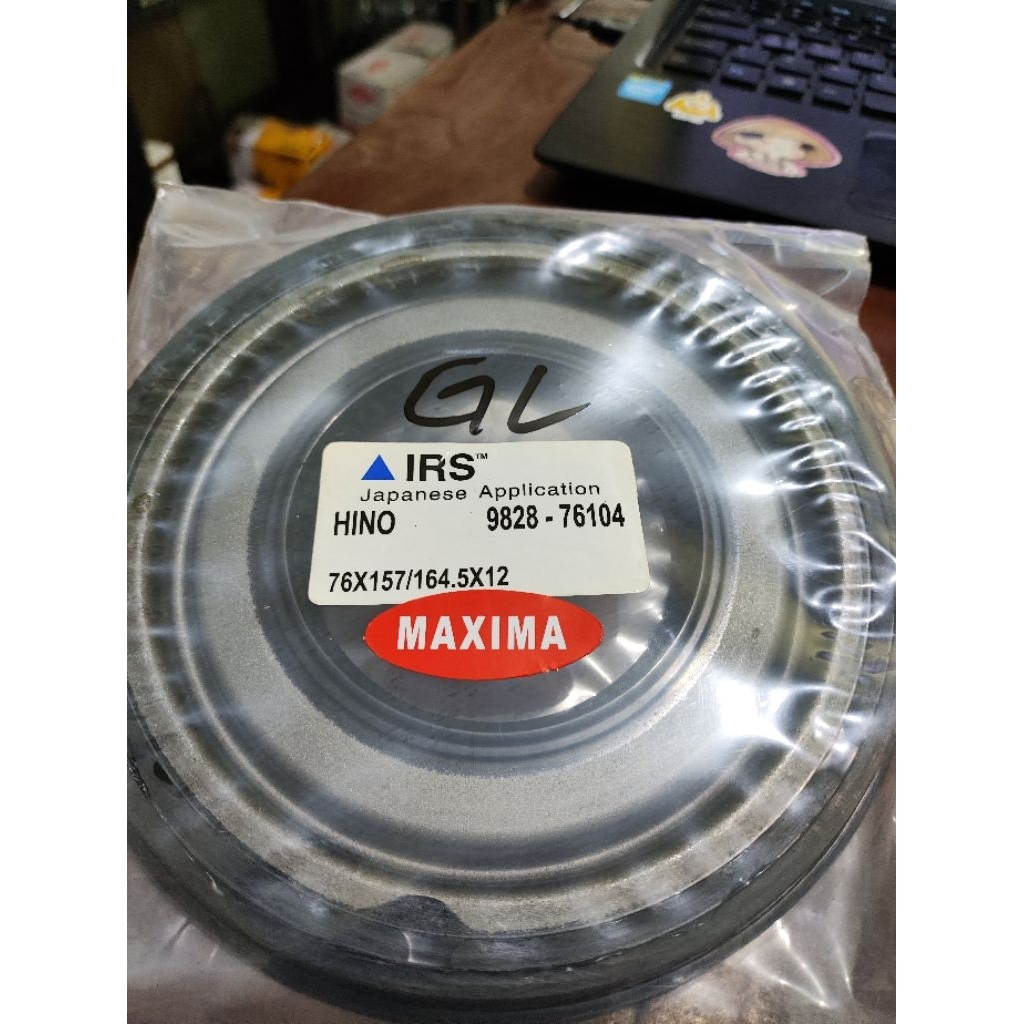 GL
IRS™
Japanese Application
HINO 9828 - 76104
76X157/164.5X12
MAXIMA